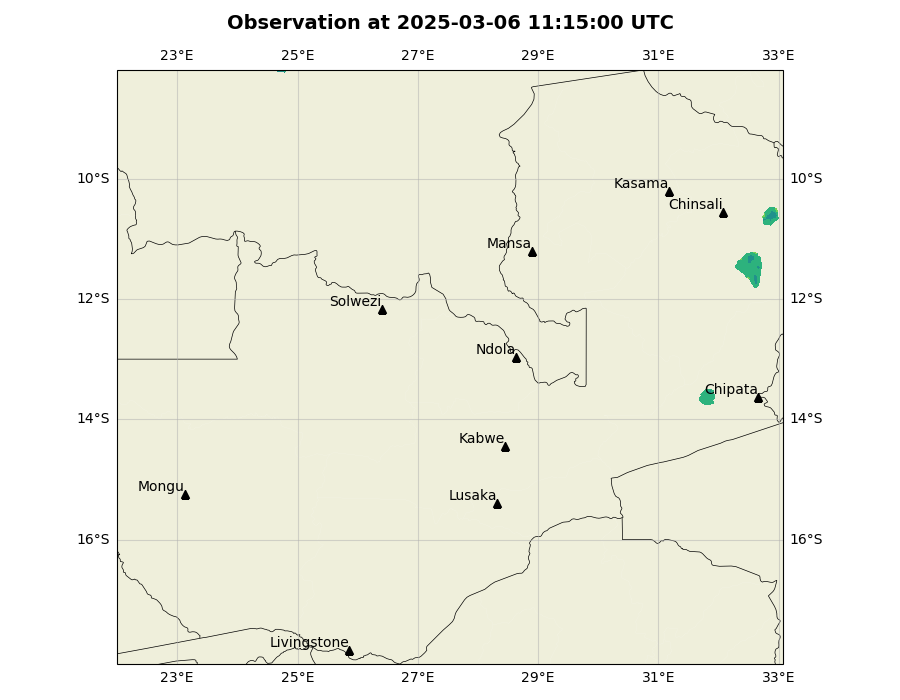 Observation at 2025-03-06 11:15:00 UTC
23°E 25°E 27°E 29°E 31°E 33°E
10°S 10°S
Kasama
Chinsali
Mansa
12°S 12°S
Solwezi
Ndola
Chipata
14°S 14°S
Kabwe
Mongu
Lusaka
16°S 16°S
Livingstone
23°E 25°E 27°E 29°E 31°E 33°E